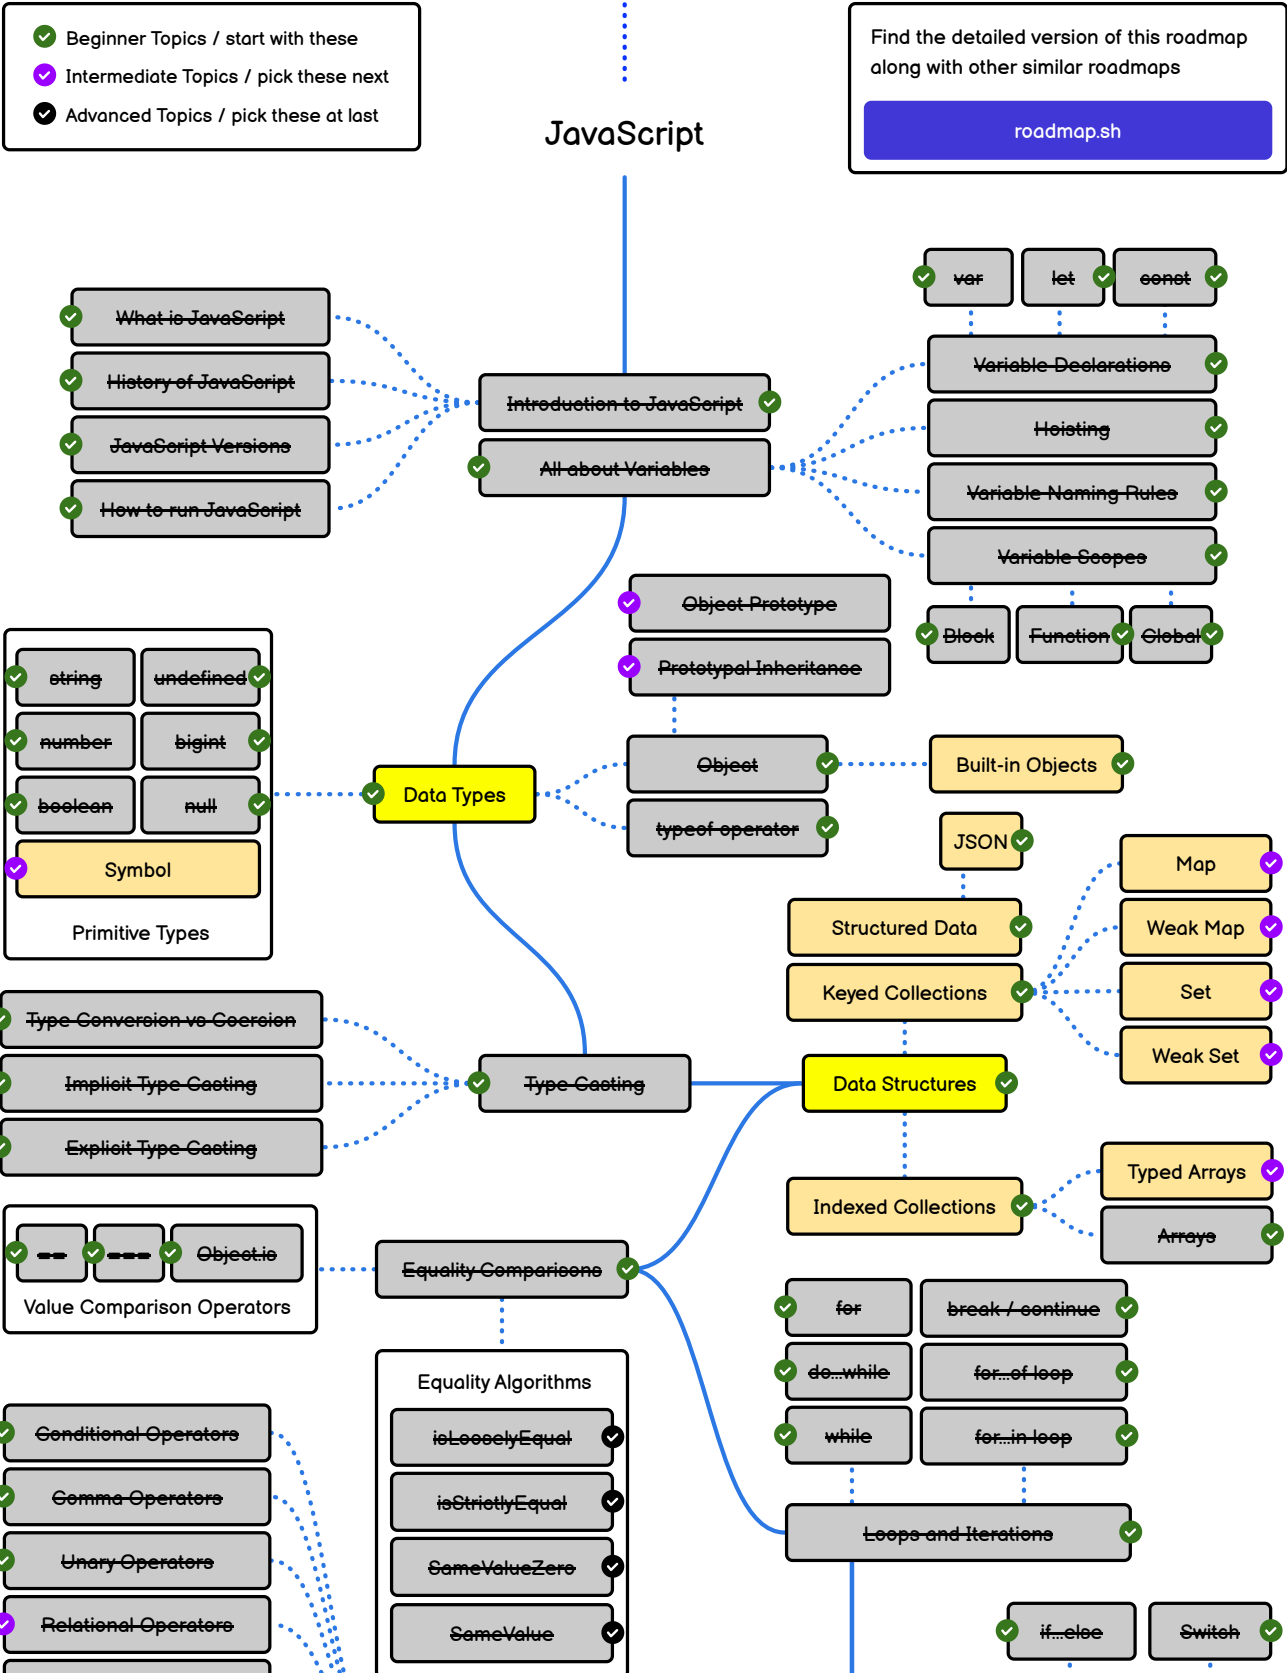 Beginner Topics / start with these
Intermediate Topics / pick these next
Advanced Topics / pick these at last
Find the detailed version of this roadmap
along with other similar roadmaps
roadmap.sh
JavaScript
What is JavaScript
History of JavaScript
JavaScript Versions
How to run JavaScript
Introduction to JavaScript
All about Variables
var
let
const
Variable Declarations
Hoisting
Variable Naming Rules
Variable Scopes
Block
Function
Global
Object Prototype
Prototypal Inheritance
Object
typeof operator
Built-in Objects
string
undefined
number
bigint
boolean
null
Symbol
Primitive Types
Data Types
JSON
Structured Data
Keyed Collections
Map
Weak Map
Set
Weak Set
Type Conversion vs Coersion
Implicit Type Casting
Explicit Type Casting
Type Casting
Data Structures
Indexed Collections
Typed Arrays
Arrays
==
===
Object.is
Value Comparison Operators
Equality Comparisons
Equality Algorithms
isLooselyEqual
isStrictlyEqual
SameValueZero
SameValue
for
break / continue
do...while
for...of loop
while
for...in loop
Loops and Iterations
Conditional Operators
Comma Operators
Unary Operators
Relational Operators
if...else
Switch